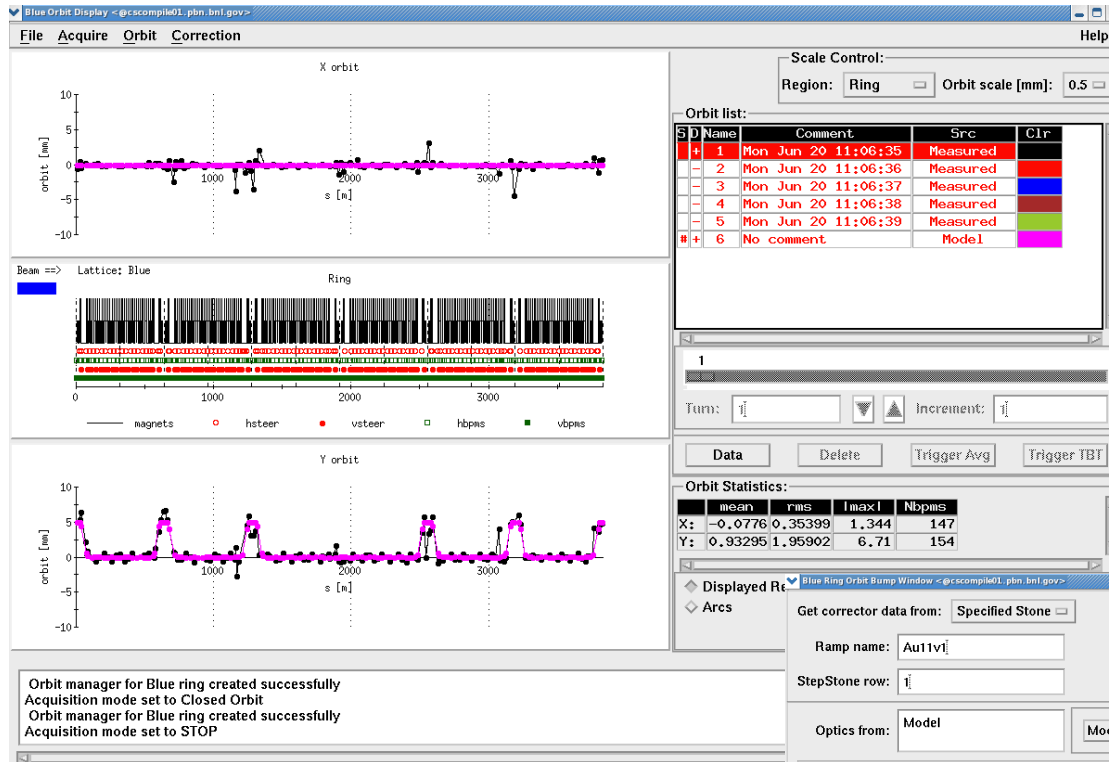 Blue Orbit Display <@cscompile01.pbn.bnl.gov>
File Acquire Orbit Correction Help
X orbit
orbit [mm]
10
5
0
-5
-10
1000 2000 3000
s [m]
Beam ==> Lattice: Blue
Ring
0 1000 2000 3000
magnets hsteer vsteer hbpms vbpms
Y orbit
orbit [mm]
10
5
0
-5
-10
1000 2000 3000
s [m]
Orbit manager for Blue ring created successfully
Acquisition mode set to Closed Orbit
Orbit manager for Blue ring created successfully
Acquisition mode set to STOP
Scale Control:
Region: Ring Orbit scale [mm]: 0.5
Orbit list:
S D Name Comment Src Clr
+ 1 Mon Jun 20 11:06:35 Measured
- 2 Mon Jun 20 11:06:36 Measured
- 3 Mon Jun 20 11:06:37 Measured
- 4 Mon Jun 20 11:06:38 Measured
- 5 Mon Jun 20 11:06:39 Measured
# + 6 No comment Model
1
Turn: 1 Increment: 1
Data Delete Trigger Avg Trigger TBT
Orbit Statistics:
mean rms |max| Nbpms
X: -0.0776 0.35399 1.344 147
Y: 0.93295 1.95902 6.71 154
Displayed Re
Arcs
Blue Ring Orbit Bump Window <@cscompile01.pbn.bnl.gov>
Get corrector data from: Specified Stone
Ramp name: Au11v1
StepStone row: 1
Optics from: Model
Mo